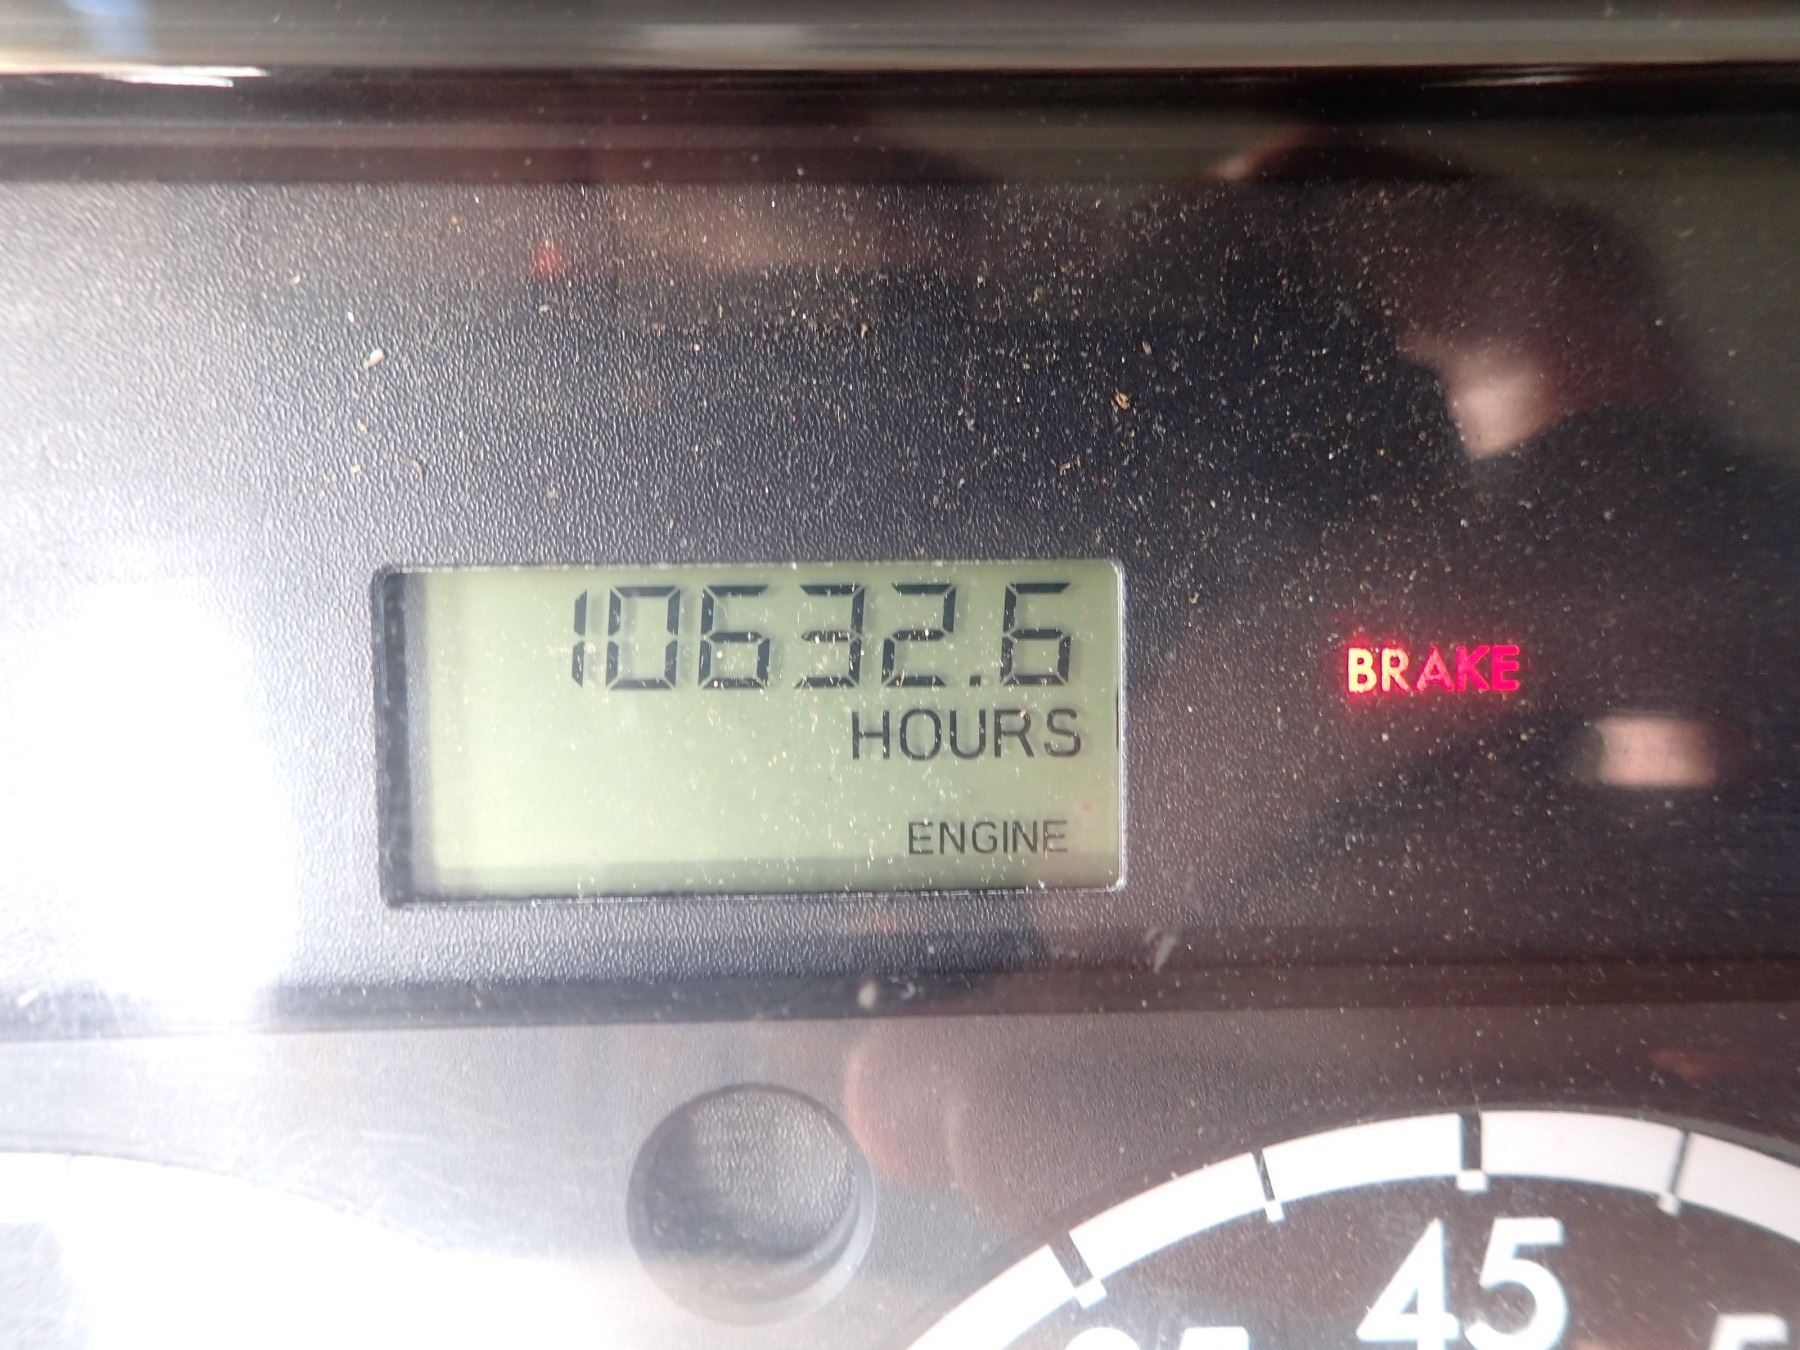 10632.6
HOURS
BRAKE
ENGINE
45